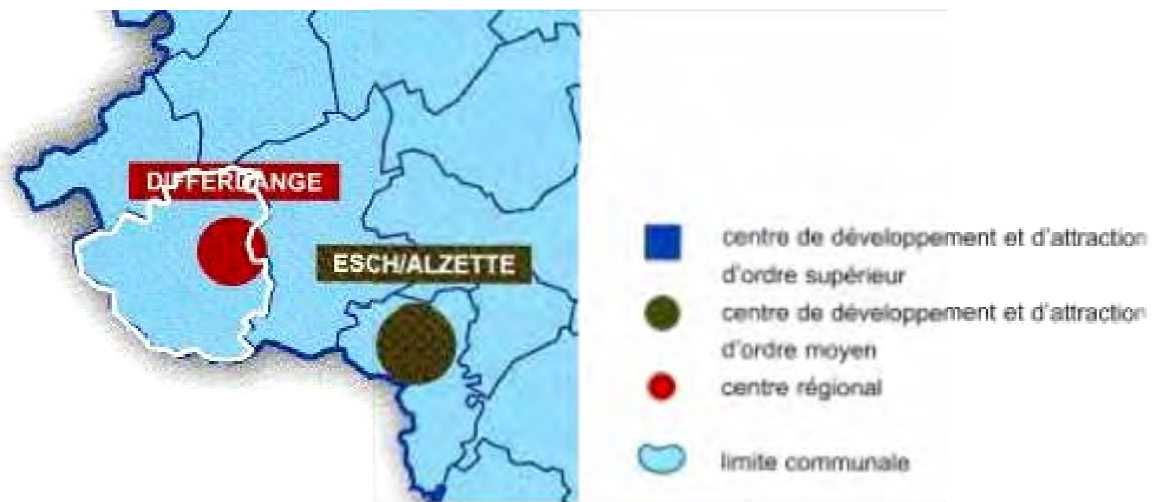 DIFFERDANGE
ESCH/ALZETTE
centre de développement et d'attraction
d'ordre supérieur
centre de développement et d'attraction
d'ordre moyen
centre régional
limite communale